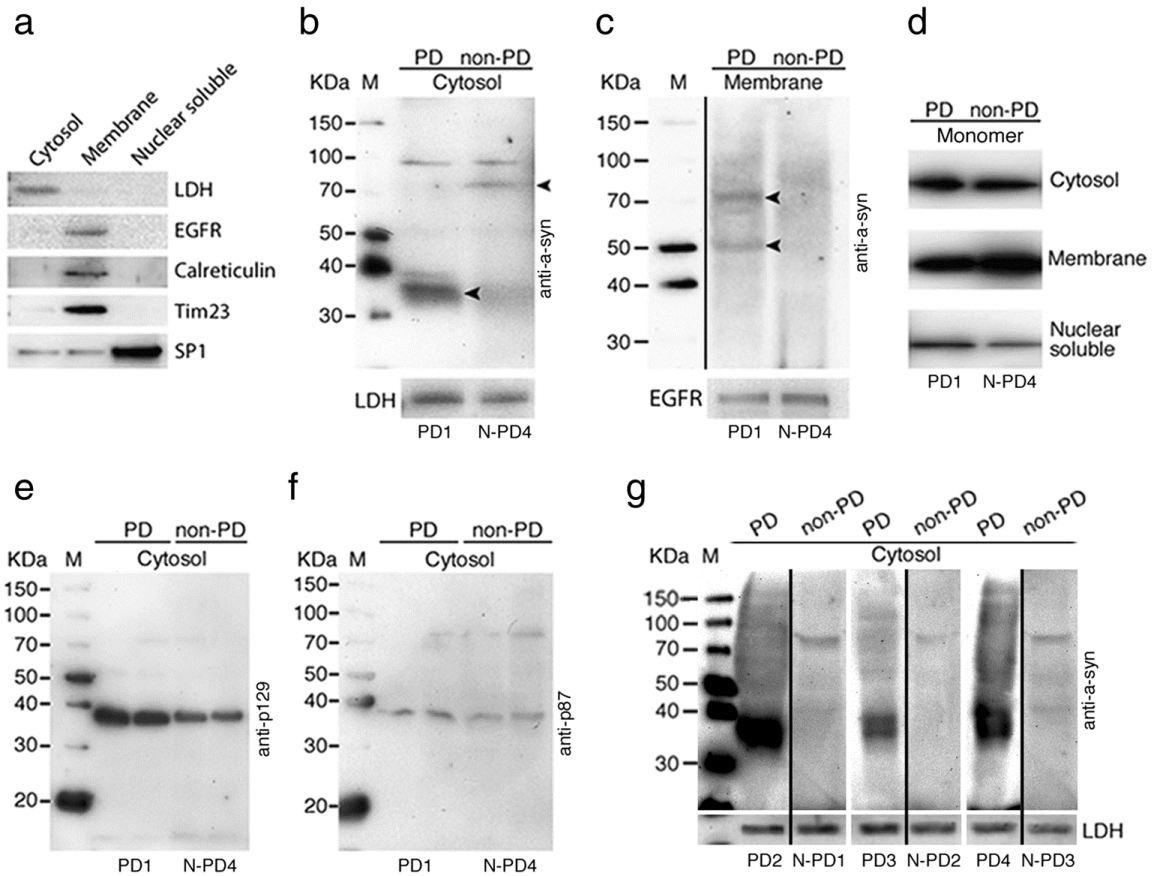 a
Cytosol
Membrane
Nuclear soluble
LDH
EGFR
Calreticulin
Tim23
SP1
b
PD non-PD
KDa M Cytosol
150
100
70
50
40
30
anti-a-syn
LDH
PD1 N-PD4
c
PD non-PD
KDa M Membrane
150
100
70
50
40
30
anti-a-syn
EGFR
PD1 N-PD4
d
PD non-PD
Monomer
Cytosol
Membrane
Nuclear
soluble
PD1 N-PD4
e
PD non-PD
KDa M Cytosol
150
100
70
50
40
30
20
anti-p129
PD1 N-PD4
f
PD non-PD
KDa M Cytosol
150
100
70
50
40
30
20
anti-p87
PD1 N-PD4
g
PD non-PD PD non-PD PD non-PD
KDa M Cytosol
150
100
70
50
40
30
anti-a-syn
LDH
PD2 N-PD1 PD3 N-PD2 PD4 N-PD3